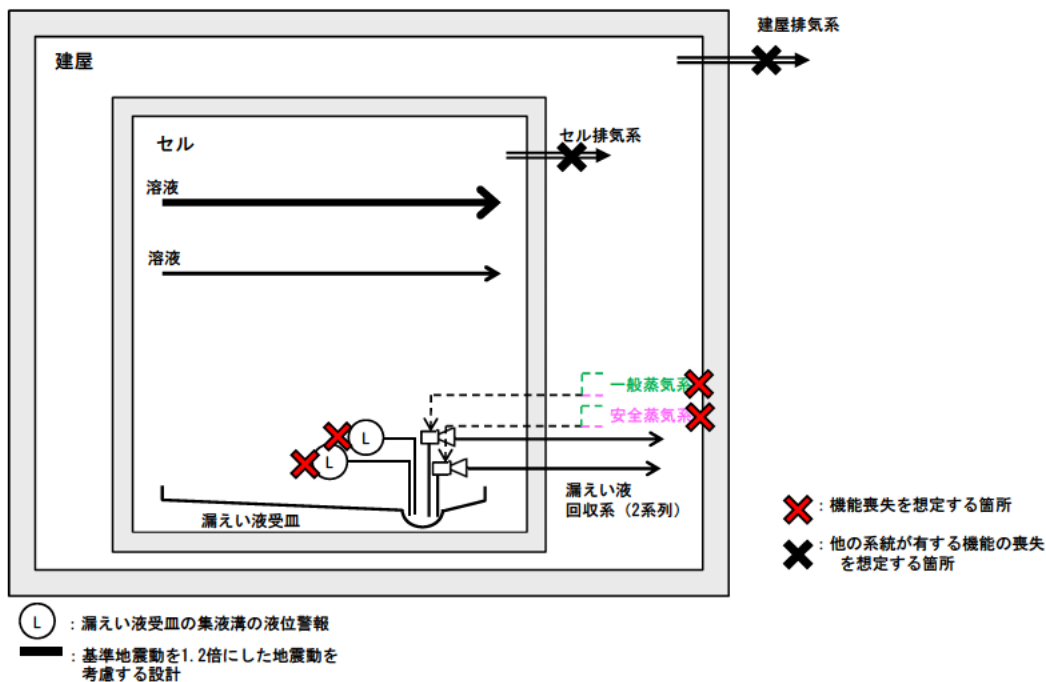 建屋排気系
建屋
セル排気系
セル
溶液
溶液
一般蒸気系
安全蒸気系
L
L
漏えい液受皿
漏えい液
回収系(2系列)
:機能喪失を想定する箇所
:他の系統が有する機能の喪失
を想定する箇所
L
:漏えい液受皿の集液溝の液位警報
:基準地震動を1.2倍にした地震動を
考慮する設計